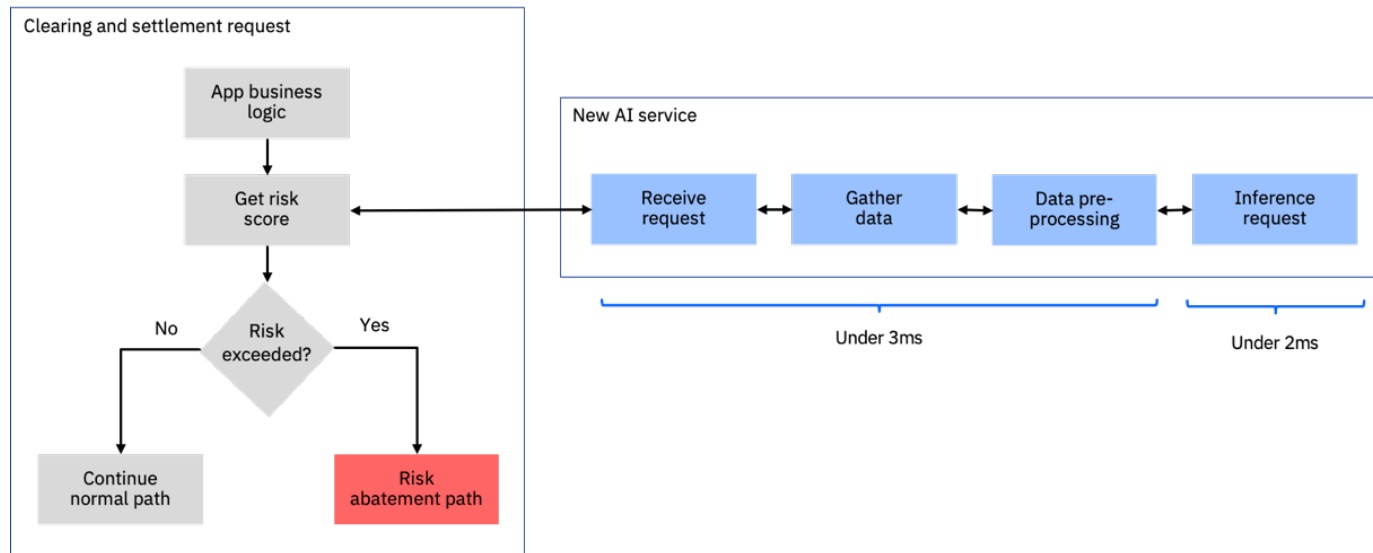 Clearing and settlement request
App business
logic
Get risk
score
Risk
exceeded?
No
Yes
Continue
normal path
Risk
abatement path
New AI service
Receive
request
Gather
data
Data pre-
processing
Inference
request
Under 3ms
Under 2ms